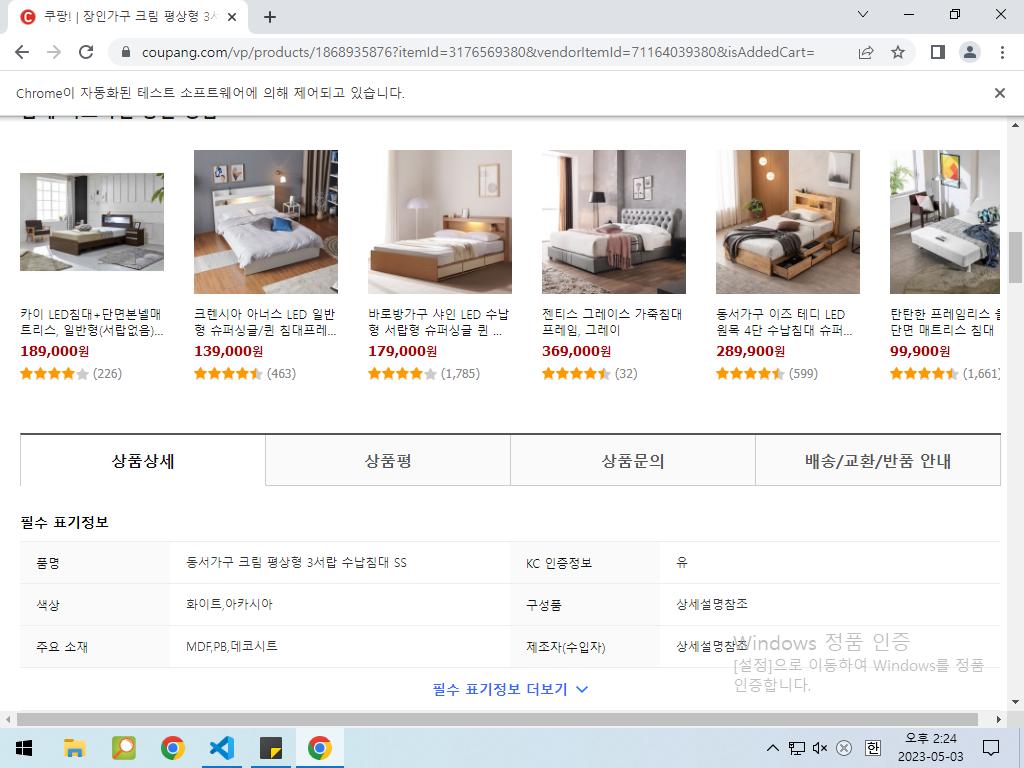 쿠팡! | 장인가구 크림 평상형 3서
coupang.com/vp/products/1868935876?itemId=3176569380&vendorItemId=71164039380&isAddedCart=
Chrome이 자동화된 테스트 소프트웨어에 의해 제어되고 있습니다.
카이 LED침대+단면본넬매
트리스, 일반형(서랍없음)...
189,000원
(226)
크렌시아 아너스 LED 일반
형 슈퍼싱글/퀸 침대프레...
139,000원
(463)
바로방가구 샤인 LED 수납
형 서랍형 슈퍼싱글 퀸 ...
179,000원
(1,785)
젠티스 그레이스 가죽침대
프레임, 그레이
369,000원
(32)
동서가구 이즈 테디 LED
원목 4단 수납침대 슈퍼...
289,900원
(599)
탄탄한 프레임리스
단면 매트리스 침대
99,900원
(1,661)
상품상세
상품평
상품문의
배송/교환/반품 안내
필수 표기정보
품명
동서가구 크림 평상형 3서랍 수납침대 SS
KC 인증정보
유
색상
화이트,아카시아
구성품
상세설명참조
주요 소재
MDF,PB,데코시트
제조자(수입자)
상세설명참조
필수 표기정보 더보기
Windows 정품 인증
[설정]으로 이동하여 Windows를 정품
인증합니다.
한
오후 2:24
2023-05-03